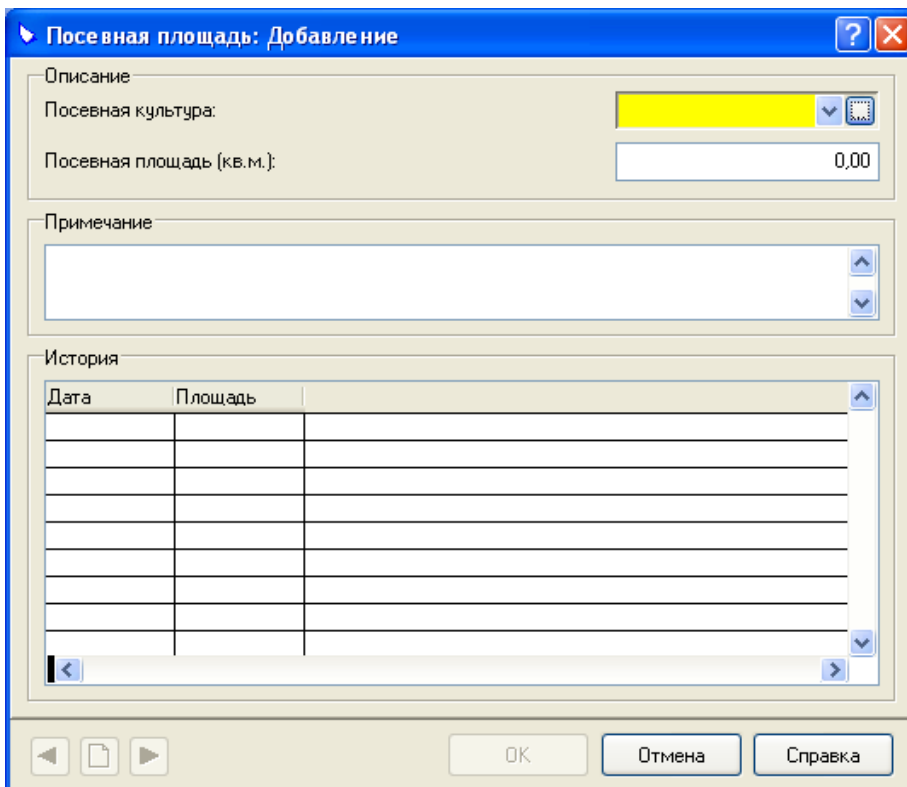 Посевная площадь: Добавление
Описание
Посевная культура:
Посевная площадь (кв.м.):
0,00
Примечание
История
Дата Площадь
OK Отмена Справка